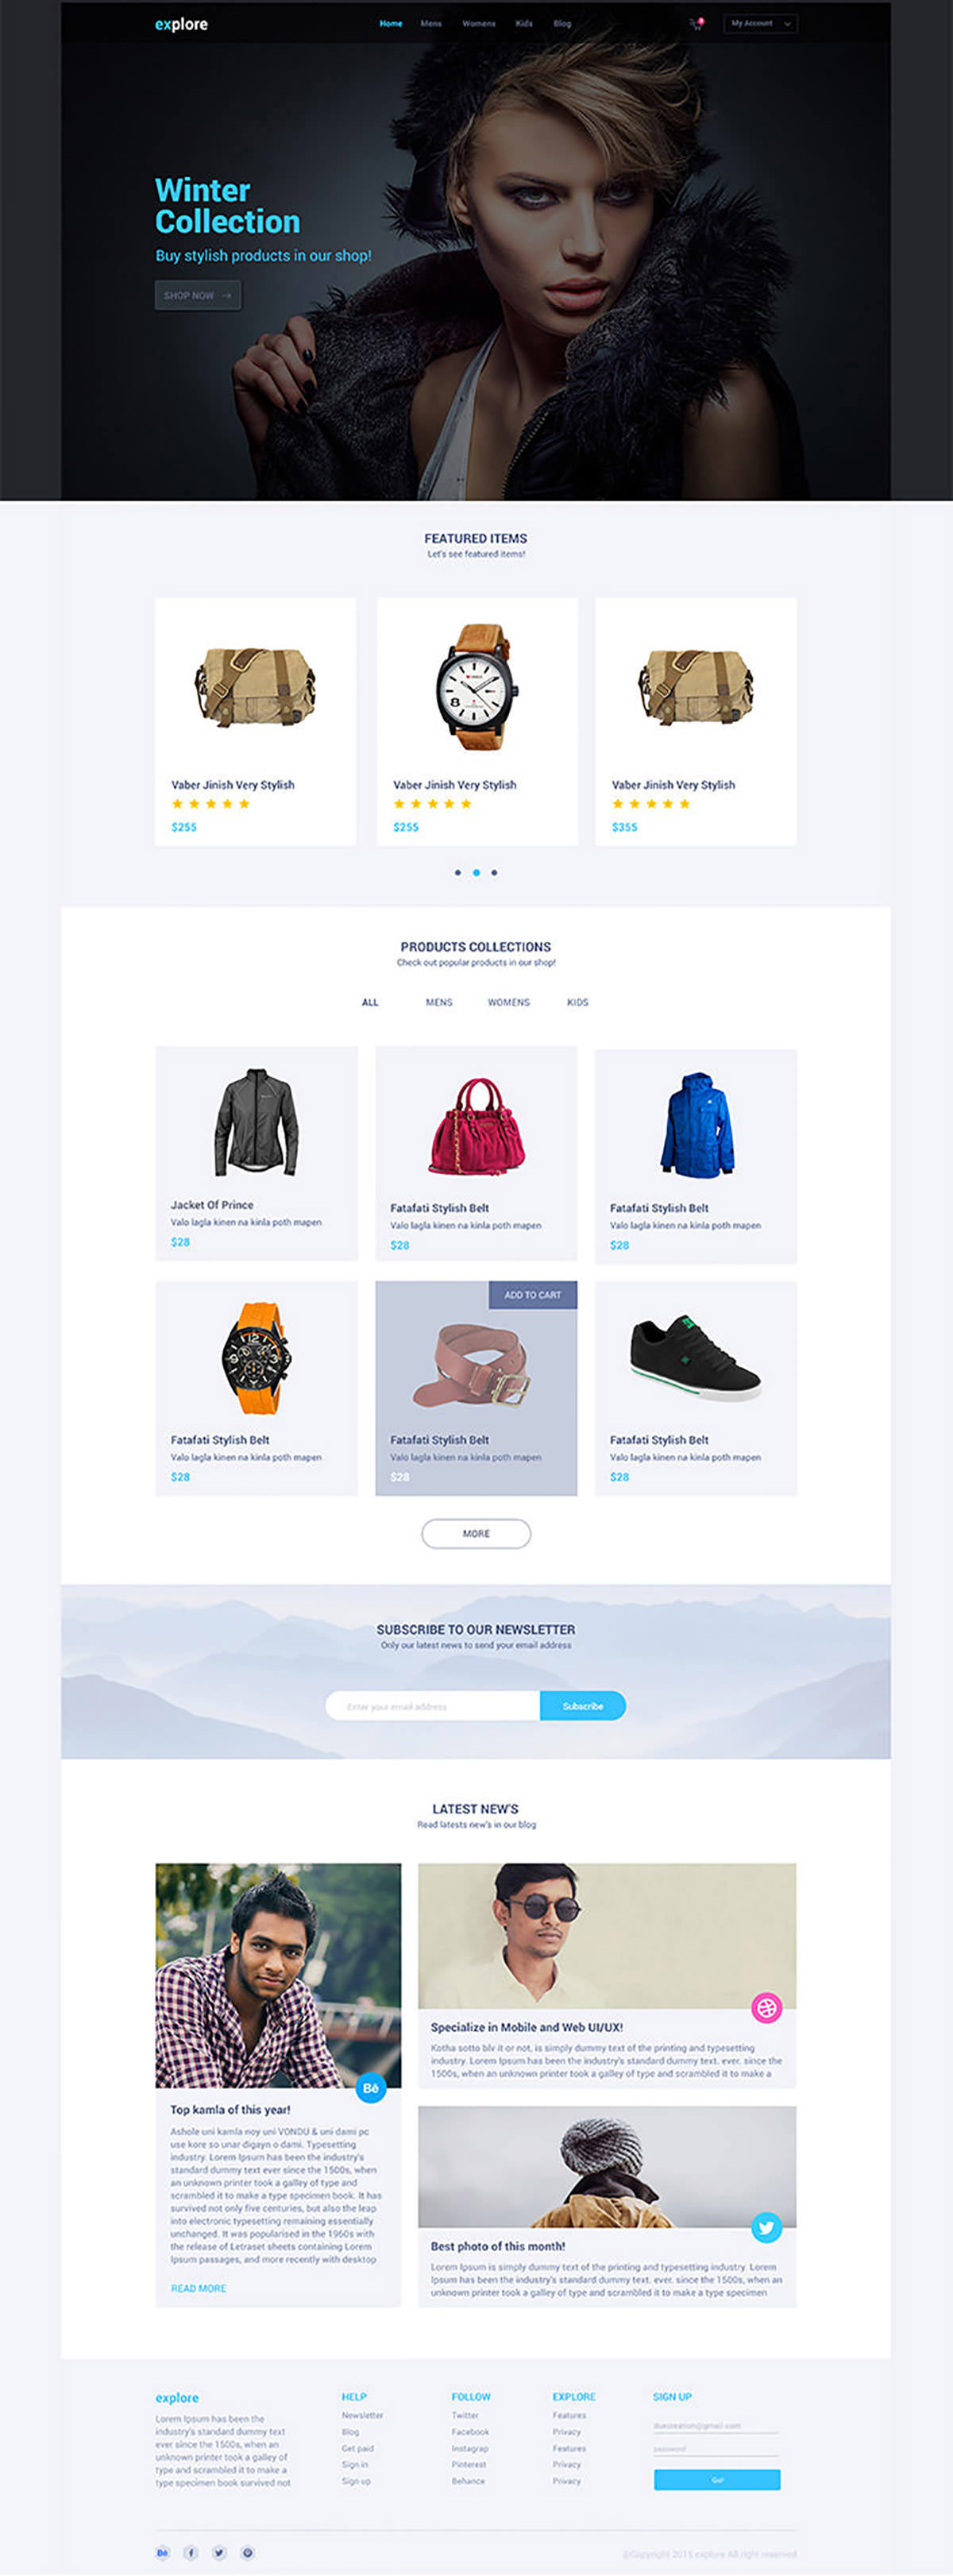 explore
Home Mens Womens Kids Blog
My Account
Winter
Collection
Buy stylish products in our shop!
SHOP NOW →
FEATURED ITEMS
Let's see featured items!
Vaber Jinish Very Stylish
$255
Vaber Jinish Very Stylish
$255
Vaber Jinish Very Stylish
$355
PRODUCTS COLLECTIONS
Check out popular products in our shop!
ALL MENS WOMENS KIDS
Jacket Of Prince
Valo lagla kinen na kinla poth mapen
$28
Fatafati Stylish Belt
Valo lagla kinen na kinla poth mapen
$28
Fatafati Stylish Belt
Valo lagla kinen na kinla poth mapen
$28
Fatafati Stylish Belt
Valo lagla kinen na kinla poth mapen
$28
ADD TO CART
Fatafati Stylish Belt
Valo lagla kinen na kinla poth mapen
$28
Fatafati Stylish Belt
Valo lagla kinen na kinla poth mapen
$28
MORE
SUBSCRIBE TO OUR NEWSLETTER
Only our latest news to send your email address
Enter your email address
Subscribe
LATEST NEW'S
Read latests new's in our blog
Bē
Top kamla of this year!
Ashole uni kamla noy uni VONDU & uni dami pc
use kore so unar digayn o dami. Typesetting
industry. Lorem Ipsum has been the industry's
standard dummy text ever since the 1500s, when
an unknown printer took a galley of type and
scrambled it to make a type specimen book. It has
survived not only five centuries, but also the leap
into electronic typesetting remaining essentially
unchanged. It was popularised in the 1960s with
the release of Letraset sheets containing Lorem
Ipsum passages, and more recently with desktop
READ MORE
Specialize in Mobile and Web UI/UX!
Kotha sotto blv it or not, is simply dummy text of the printing and typesetting
industry. Lorem Ipsum has been the industry's standard dummy text. ever. since the
1500s, when an unknown printer took a galley of type and scrambled it to make a
Best photo of this month!
Lorem Ipsum is simply dummy text of the printing and typesetting industry. Lorem
Ipsum has been the industry's standard dummy text. ever. since the 1500s, when an
unknown printer took a galley of type and scrambled it to make a type specimen
explore
Lorem Ipsum has been the
industry's standard dummy text
ever since the 1500s, when an
unknown printer took a galley of
type and scrambled it to make a
type specimen book survived not
HELP
Newsletter
Blog
Get paid
Sign in
Sign up
FOLLOW
Twitter
Facebook
Instagrap
Pinterest
Behance
EXPLORE
Features
Privacy
Features
Privacy
Privacy
SIGN UP
password
Go!
Bē
@Copyright 2015 explore All right reserved